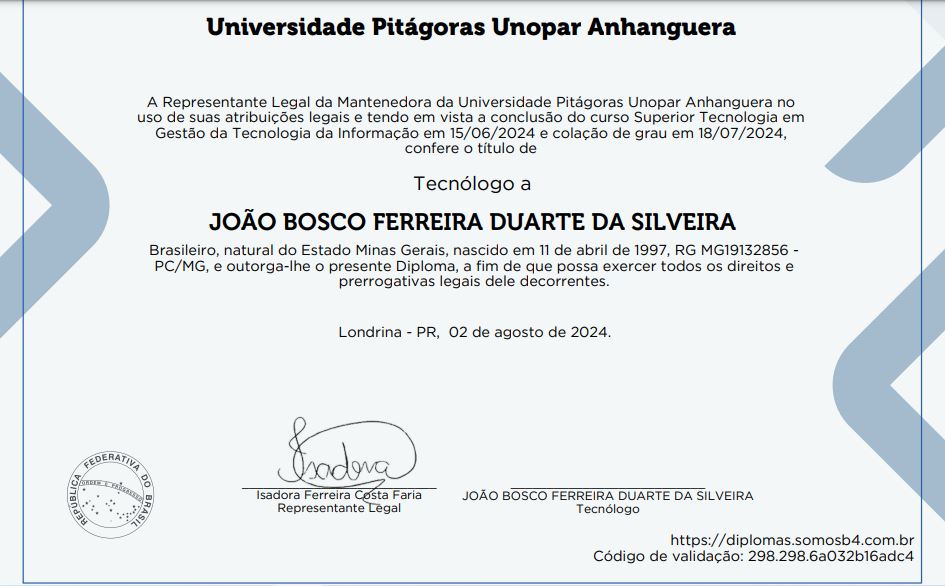 Universidade Pitágoras Unopar Anhanguera
A Representante Legal da Mantenedora da Universidade Pitágoras Unopar Anhanguera no
uso de suas atribuições legais e tendo em vista a conclusão do curso Superior Tecnologia em
Gestão da Tecnologia da Informação em 15/06/2024 e colação de grau em 18/07/2024,
confere o título de
Tecnólogo a
JOÃO BOSCO FERREIRA DUARTE DA SILVEIRA
Brasileiro, natural do Estado Minas Gerais, nascido em 11 de abril de 1997, RG MG19132856 -
PC/MG, e outorga-lhe o presente Diploma, a fim de que possa exercer todos os direitos e
prerrogativas legais dele decorrentes.
Londrina - PR, 02 de agosto de 2024.
REPÚBLICA FEDERATIVA DO BRASIL
ORDEM E PROGRESSO
Isadora
Isadora Ferreira Costa Faria
Representante Legal
JOÃO BOSCO FERREIRA DUARTE DA SILVEIRA
Tecnólogo
https://diplomas.somosb4.com.br
Código de validação: 298.298.6a032b16adc4